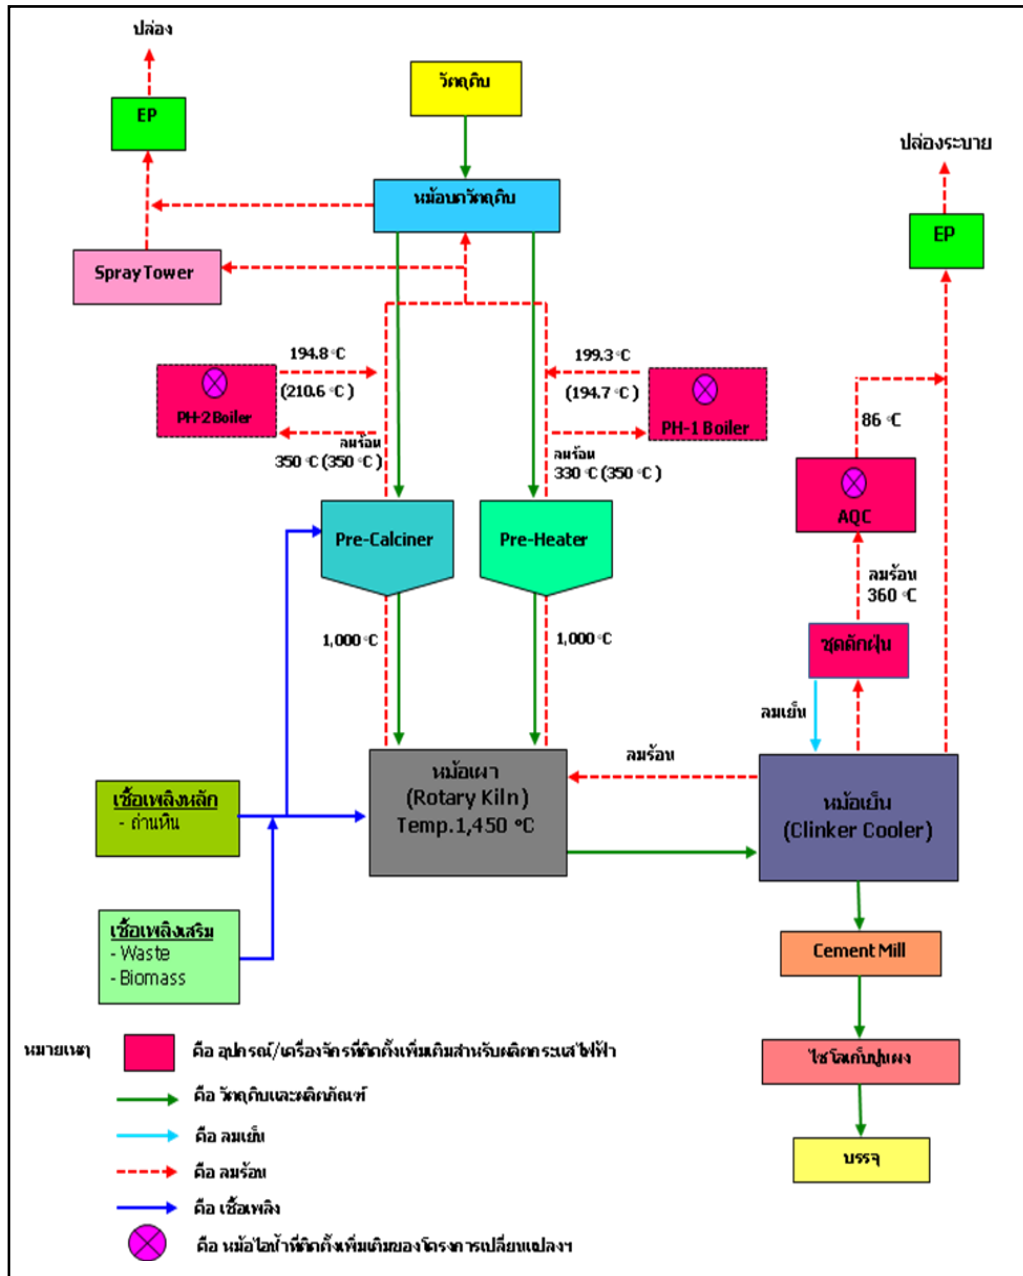 ปล่อง
วัตถุดิบ
EP
ปล่องระบาย
หม้อบดวัตถุดิบ
EP
Spray Tower
194.8 °C
(210.6 °C )
199.3 °C
(194.7 °C )
PH-2 Boiler
PH-1 Boiler
86 °C
ลมร้อน
350 °C (350 °C )
ลมร้อน
330 °C (350 °C )
AQC
Pre-Calciner
Pre-Heater
ลมร้อน
360 °C
1,000 °C
1,000 °C
ชุดดักฝุ่น
ลมเย็น
ลมร้อน
หม้อเผา
(Rotary Kiln)
Temp.1,450 °C
หม้อเย็น
(Clinker Cooler)
เชื้อเพลิงหลัก
- ถ่านหิน
เชื้อเพลิงเสริม
- Waste
- Biomass
Cement Mill
ไซโลเก็บปูนผง
บรรจุ
หมายเหตุ
คือ อุปกรณ์/เครื่องจักรที่ติดตั้งเพิ่มเติมสำหรับผลิตกระแสไฟฟ้า
คือ วัตถุดิบและผลิตภัณฑ์
คือ ลมเย็น
คือ ลมร้อน
คือ เชื้อเพลิง
คือ หม้อไอน้ำที่ติดตั้งเพิ่มเติมของโครงการเปลี่ยนแปลงฯ